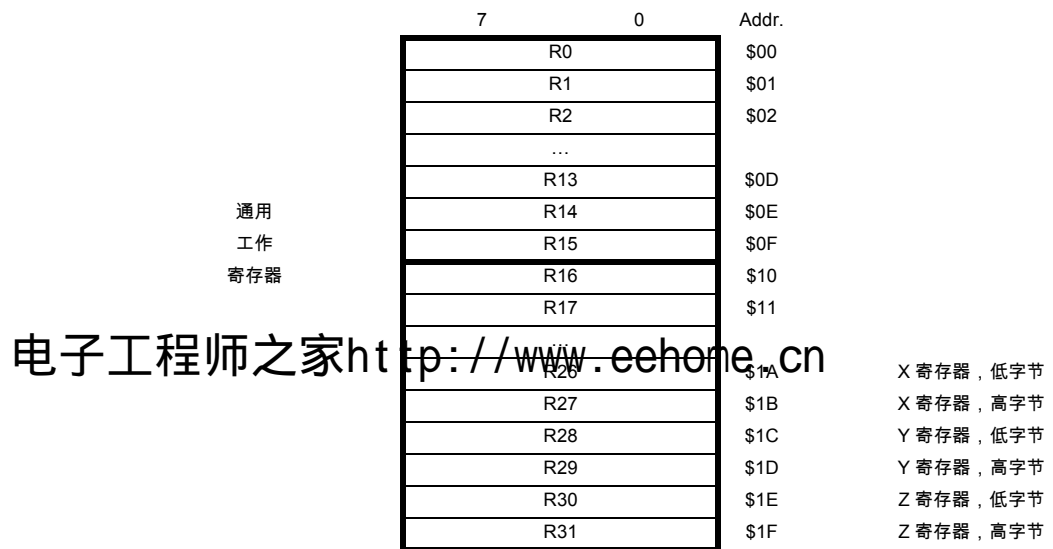 7 0 Addr.
R0 $00
R1 $01
R2 $02
…
R13 $0D
通用 R14 $0E
工作 R15 $0F
寄存器 R16 $10
R17 $11
…
电子工程师之家http://www.eehome.cn
R26 $1A X 寄存器，低字节
R27 $1B X 寄存器，高字节
R28 $1C Y 寄存器，低字节
R29 $1D Y 寄存器，高字节
R30 $1E Z 寄存器，低字节
R31 $1F Z 寄存器，高字节